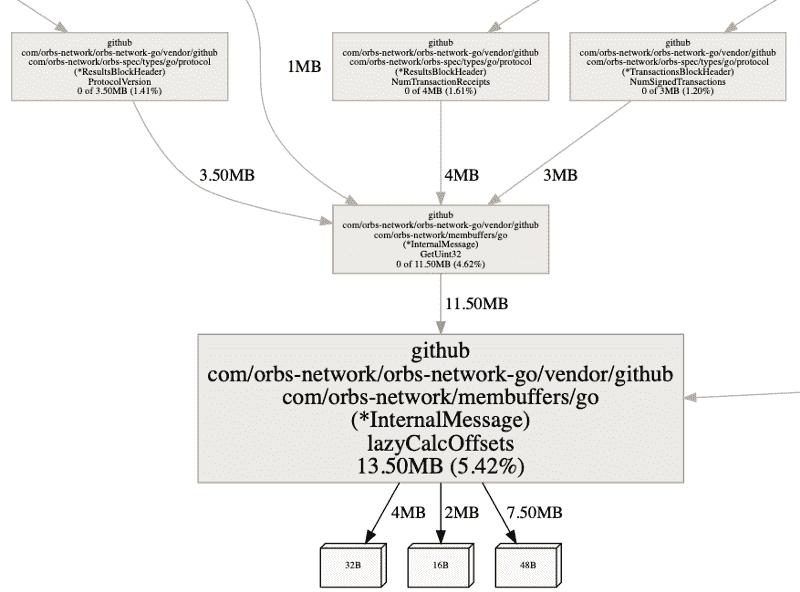 github
com/orbs-network/orbs-network-go/vendor/github
com/orbs-network/orbs-spec/types/go/protocol
(*ResultsBlockHeader)
ProtocolVersion
0 of 3.50MB (1.41%)
1MB
github
com/orbs-network/orbs-network-go/vendor/github
com/orbs-network/orbs-spec/types/go/protocol
(*ResultsBlockHeader)
NumTransactionReceipts
0 of 4MB (1.61%)
github
com/orbs-network/orbs-network-go/vendor/github
com/orbs-network/orbs-spec/types/go/protocol
(*TransactionsBlockHeader)
NumSignedTransactions
0 of 3MB (1.20%)
3.50MB
4MB
3MB
github
com/orbs-network/orbs-network-go/vendor/github
com/orbs-network/membuffers/go
(*InternalMessage)
GetUint32
0 of 11.50MB (4.62%)
11.50MB
github
com/orbs-network/orbs-network-go/vendor/github
com/orbs-network/membuffers/go
(*InternalMessage)
lazyCalcOffsets
13.50MB (5.42%)
4MB
2MB
7.50MB
32B
16B
48B